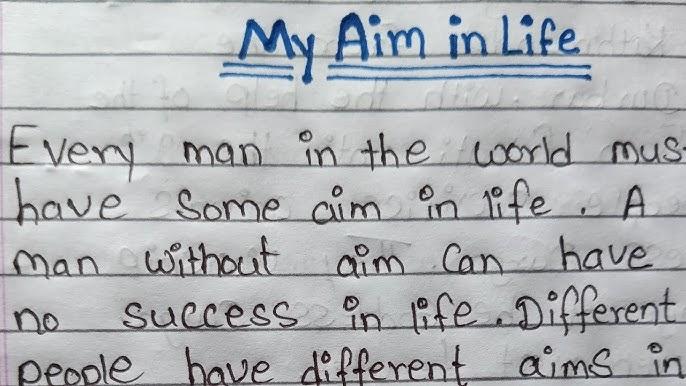 My Aim in Life
Every man in the world mus
have some aim in life. A
man without aim can have
no success in life. Different
people have different aims in